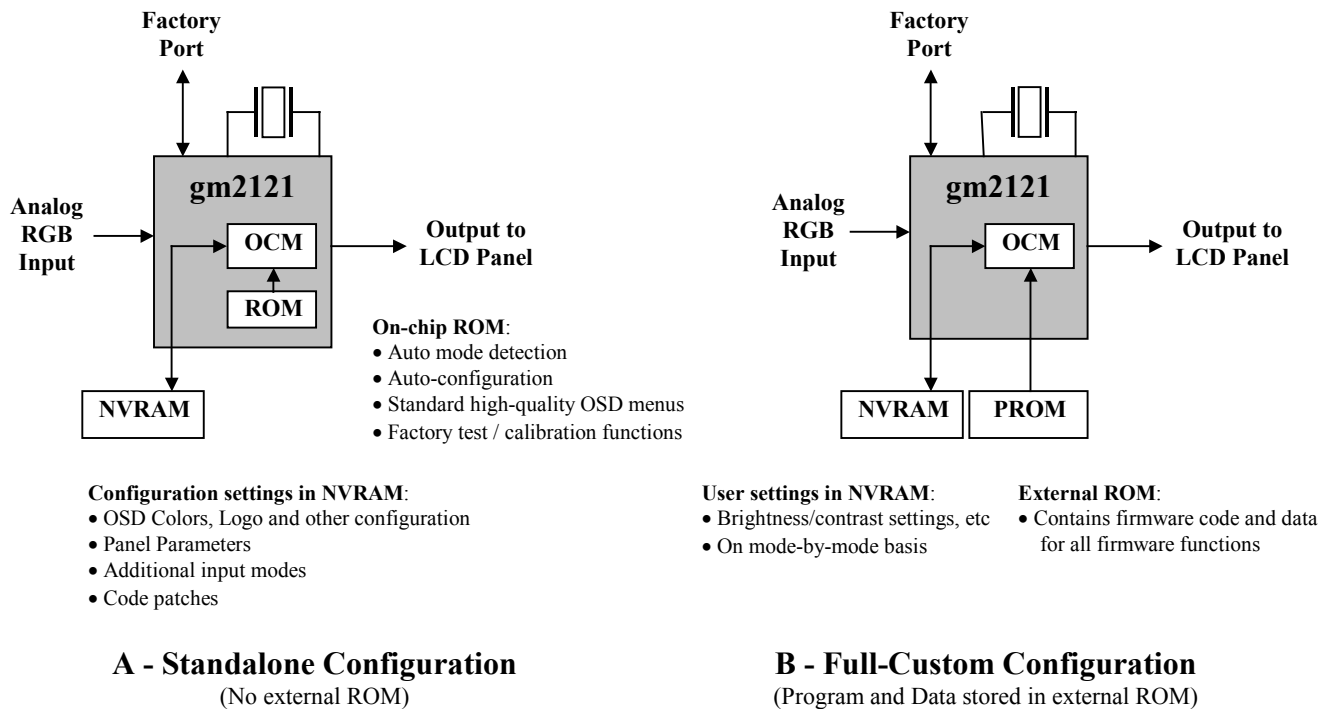 Factory
Port
gm2121
Analog
RGB
Input
OCM
ROM
Output to
LCD Panel
NVRAM
On-chip ROM:
• Auto mode detection
• Auto-configuration
• Standard high-quality OSD menus
• Factory test / calibration functions
Configuration settings in NVRAM:
• OSD Colors, Logo and other configuration
• Panel Parameters
• Additional input modes
• Code patches
A - Standalone Configuration
(No external ROM)
Factory
Port
gm2121
Analog
RGB
Input
OCM
Output to
LCD Panel
NVRAM
PROM
User settings in NVRAM:
• Brightness/contrast settings, etc
• On mode-by-mode basis
External ROM:
• Contains firmware code and data
for all firmware functions
B - Full-Custom Configuration
(Program and Data stored in external ROM)